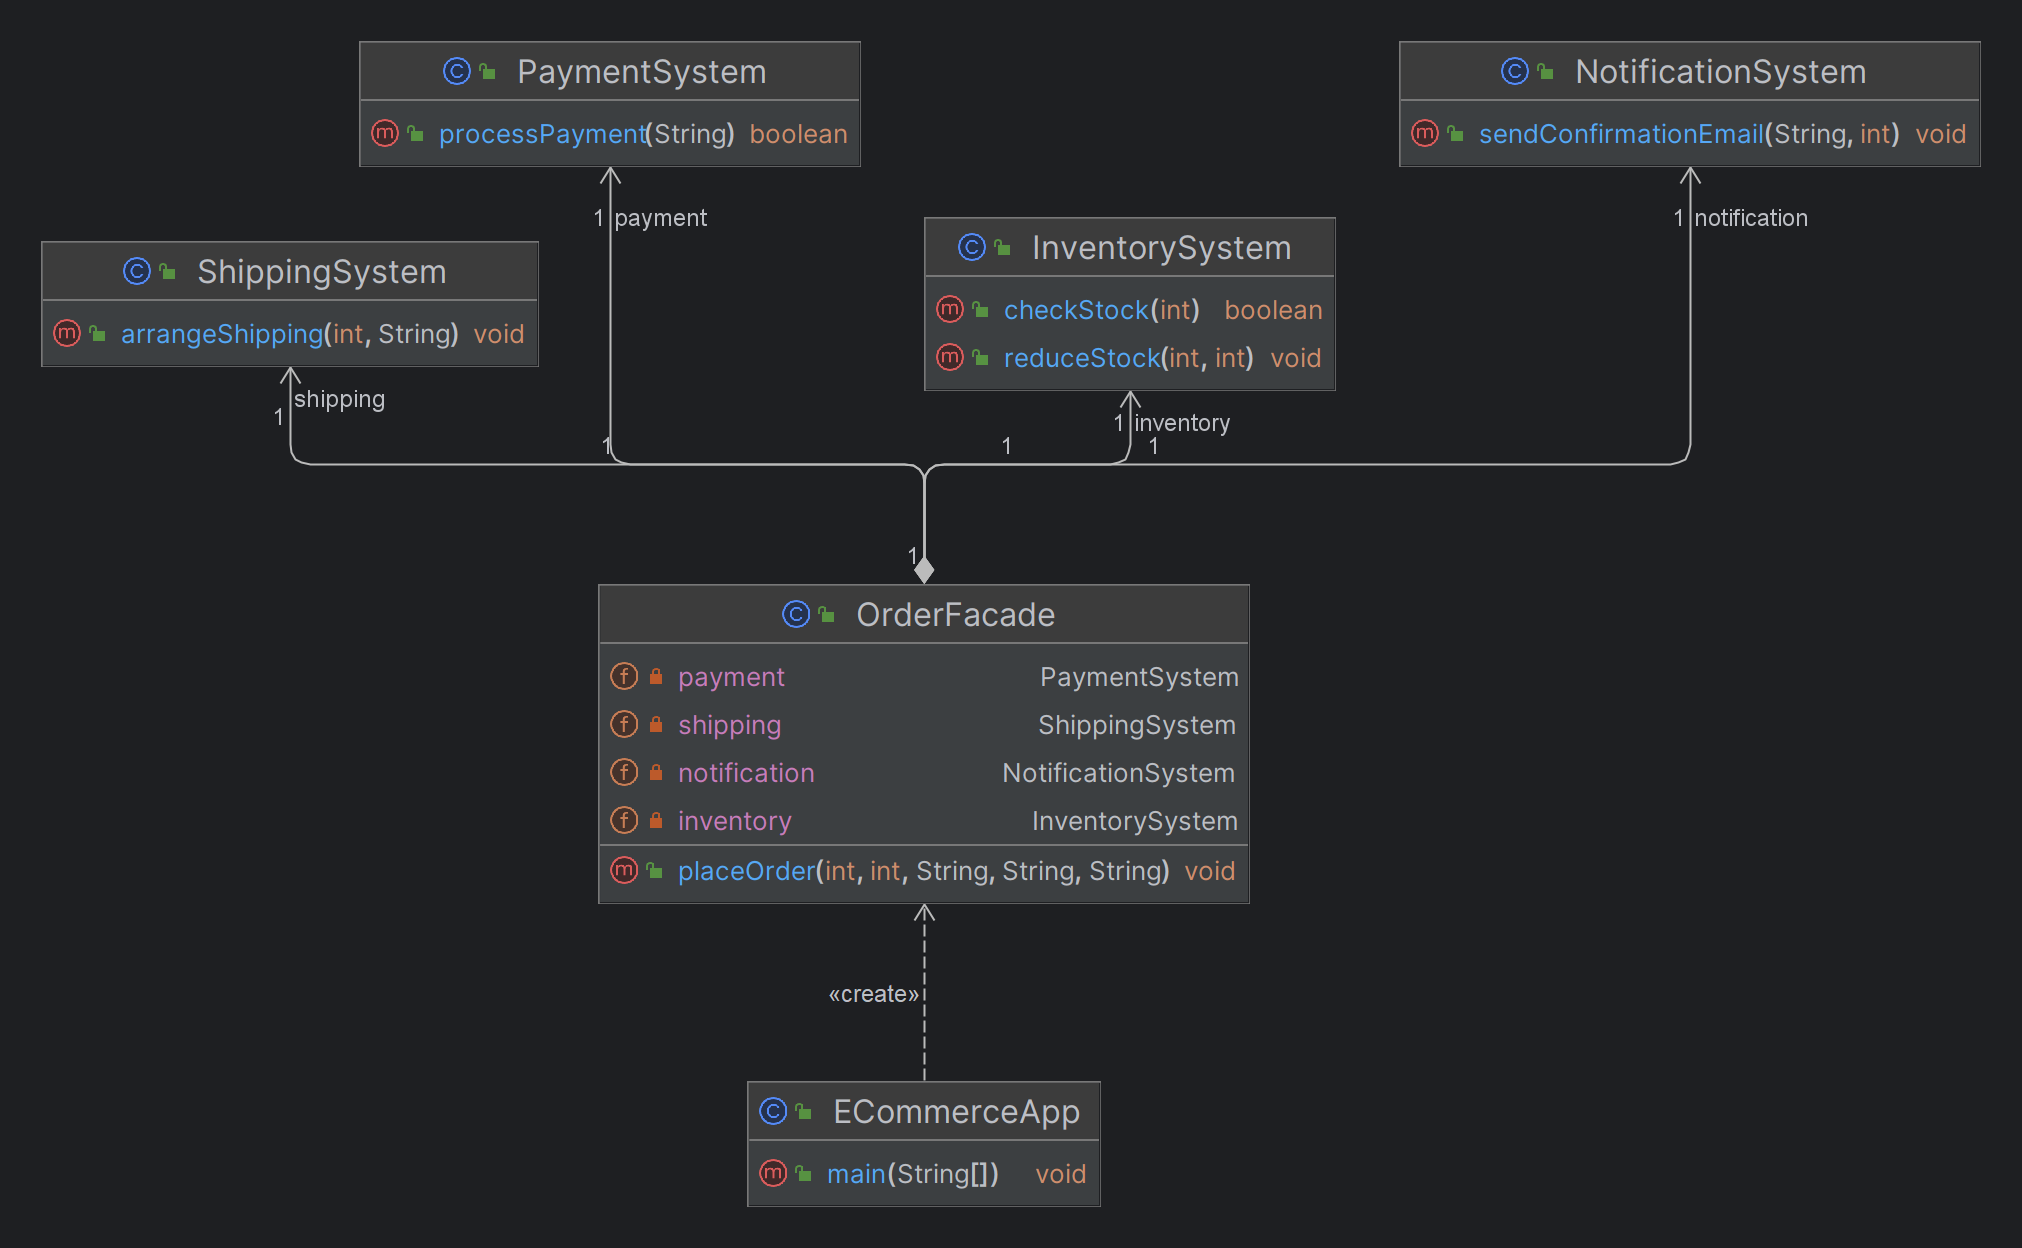 PaymentSystem
processPayment(String) boolean
NotificationSystem
sendConfirmationEmail(String, int) void
1 payment
1 notification
ShippingSystem
arrangeShipping(int, String) void
InventorySystem
checkStock(int) boolean
reduceStock(int, int) void
shipping
1
1 inventory
1
1
1
1
OrderFacade
payment PaymentSystem
shipping ShippingSystem
notification NotificationSystem
inventory InventorySystem
placeOrder(int, int, String, String, String) void
«create»
ECommerceApp
main(String[]) void